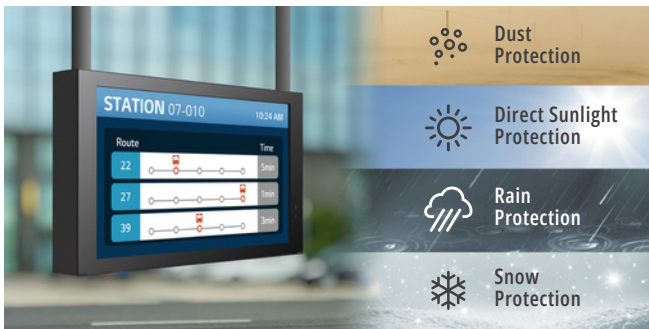 STATION 07-010
10:24 AM
Route
Time
22
5min
27
1min
39
3min
Dust
Protection
Direct Sunlight
Protection
Rain
Protection
Snow
Protection